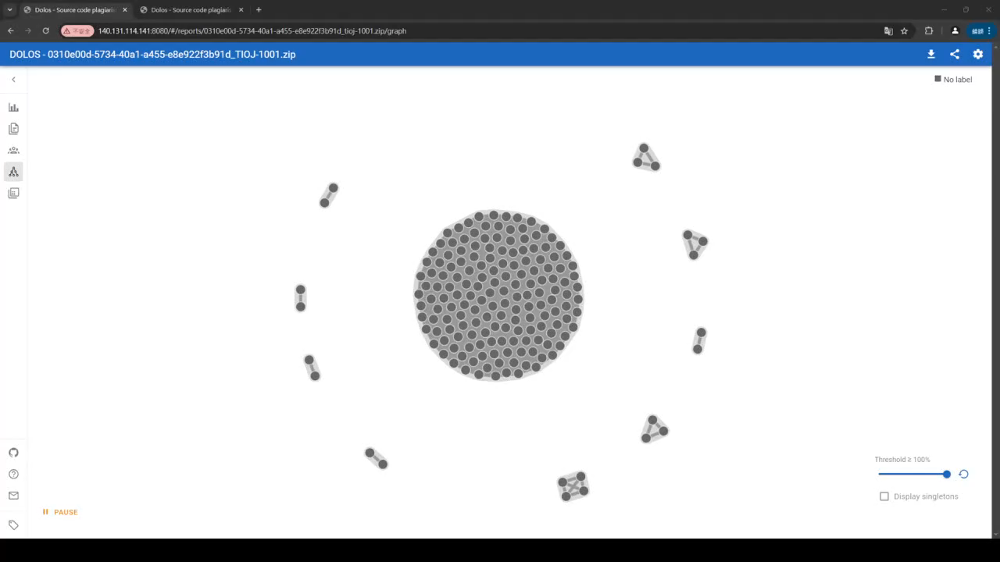 Dolos - Source code plagiaris
Dolos - Source code plagiaris
不安全
140.131.114.141:8080/#/reports/0310e00d-5734-40a1-a455-e8e922f3b91d_tioj-1001.zip/graph
DOLOS - 0310e00d-5734-40a1-a455-e8e922f3b91d_TIOJ-1001.zip
No label
Threshold ≥ 100%
Display singletons
PAUSE